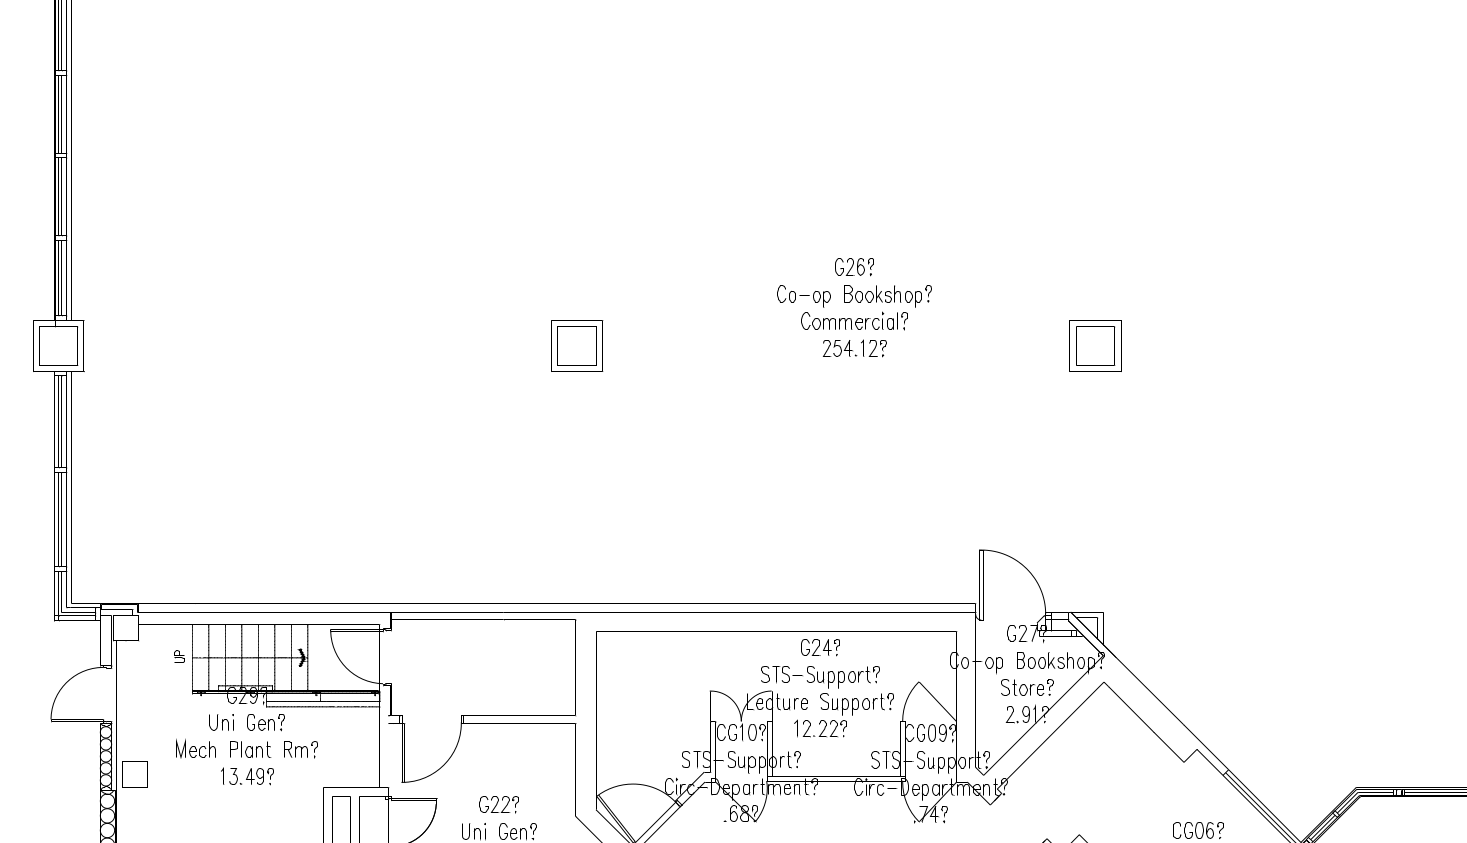 G26?
Co-op Bookshop?
Commercial?
254.12?
UP
G29?
Uni Gen?
Mech Plant Rm?
13.49?
G24?
STS-Support?
Lecture Support?
12.22?
G27?
Co-op Bookshop?
Store?
2.91?
CG10?
STS-Support?
Circ-Department?
.68?
CG09?
STS-Support?
Circ-Department?
.74?
G22?
Uni Gen?
CG06?